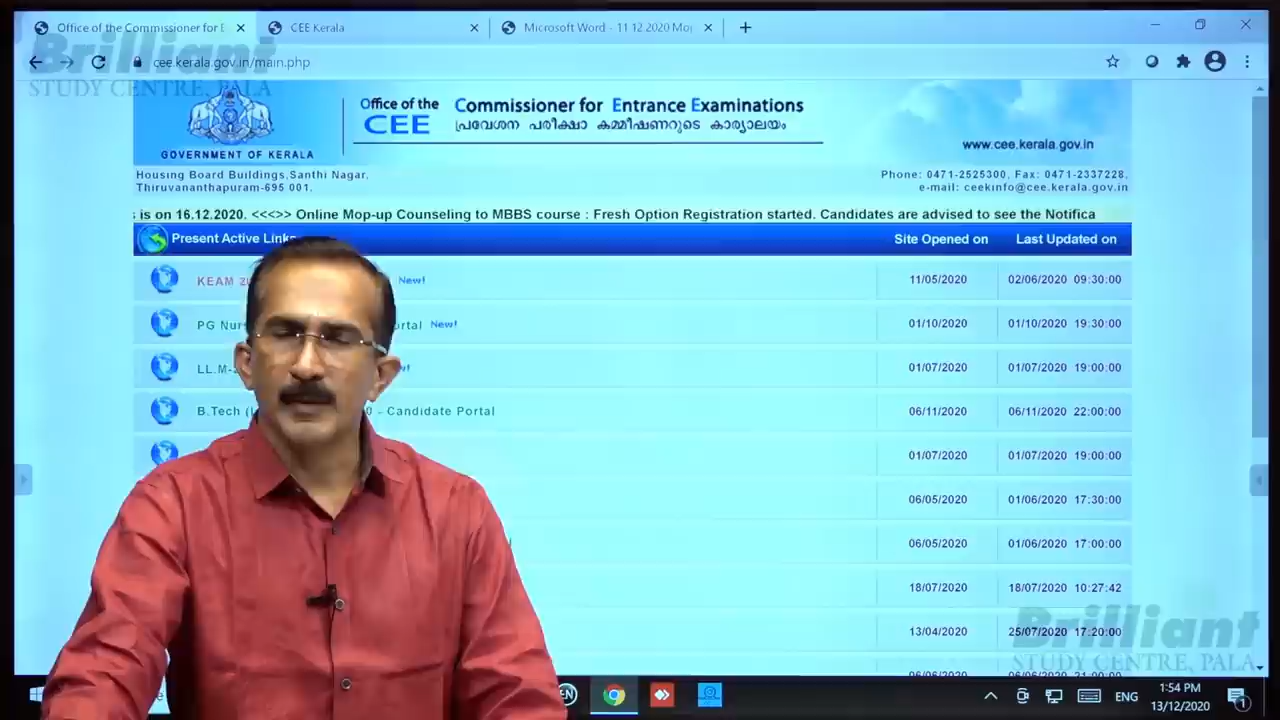 Office of the Commissioner for E
CEE Kerala
Microsoft Word - 11 12.2020 Mop
Brilliant
STUDY CENTRE, PALA
cee.kerala.gov.in/main.php
GOVERNMENT OF KERALA
Office of the
CEE
Commissioner for Entrance Examinations
പ്രവേശന പരീക്ഷാ കമ്മീഷണറുടെ കാര്യാലയം
www.cee.kerala.gov.in
Housing Board Buildings,Santhi Nagar,
Thiruvananthapuram-695 001.
Phone: 0471-2525300, Fax: 0471-2337228,
e-mail: ceekinfo@cee.kerala.gov.in
is on 16.12.2020. <<<>> Online Mop-up Counseling to MBBS course : Fresh Option Registration started. Candidates are advised to see the Notifica
Present Active Links Site Opened on Last Updated on
KEAM New! 11/05/2020 02/06/2020 09:30:00
PG New! 01/10/2020 01/10/2020 19:30:00
LL.M 01/07/2020 01/07/2020 19:00:00
B.Tech - Candidate Portal 06/11/2020 06/11/2020 22:00:00
01/07/2020 01/07/2020 19:00:00
06/05/2020 01/06/2020 17:30:00
06/05/2020 01/06/2020 17:00:00
18/07/2020 18/07/2020 10:27:42
13/04/2020 25/07/2020 17:20:00
Brilliant
STUDY CENTRE, PALA
ENG
1:54 PM
13/12/2020
1